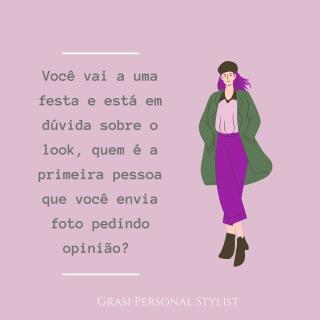 Você vai a uma
festa e está em
dúvida sobre o
look, quem é a
primeira pessoa
que você envia
foto pedindo
opinião?
Grasi Personal Stylist